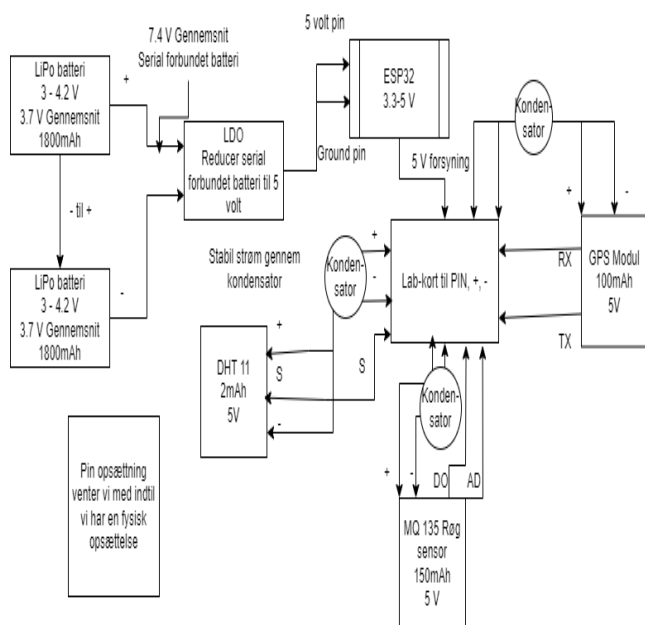 7.4 V Gennemsnit
Serial forbundet batteri
5 volt pin
LiPo batteri
3 - 4.2 V
3.7 V Gennemsnit
1800mAh
+
LDO
Reducer serial
forbundet batteri til 5
volt
ESP32
3.3-5 V
Ground pin
5 V forsyning
Konden-
sator
+
-
- til +
LiPo batteri
3 - 4.2 V
3.7 V Gennemsnit
1800mAh
-
Stabil strøm gennem
kondensator
Konden-
sator
+
-
Lab-kort til PIN, +, -
RX
TX
GPS Modul
100mAh
5V
DHT 11
2mAh
5V
+
S
-
S
Konden-
sator
+
-
DO
AD
MQ 135 Røg
sensor
150mAh
5 V
Pin opsættning
venter vi med indtil
vi har en fysisk
opsættelse